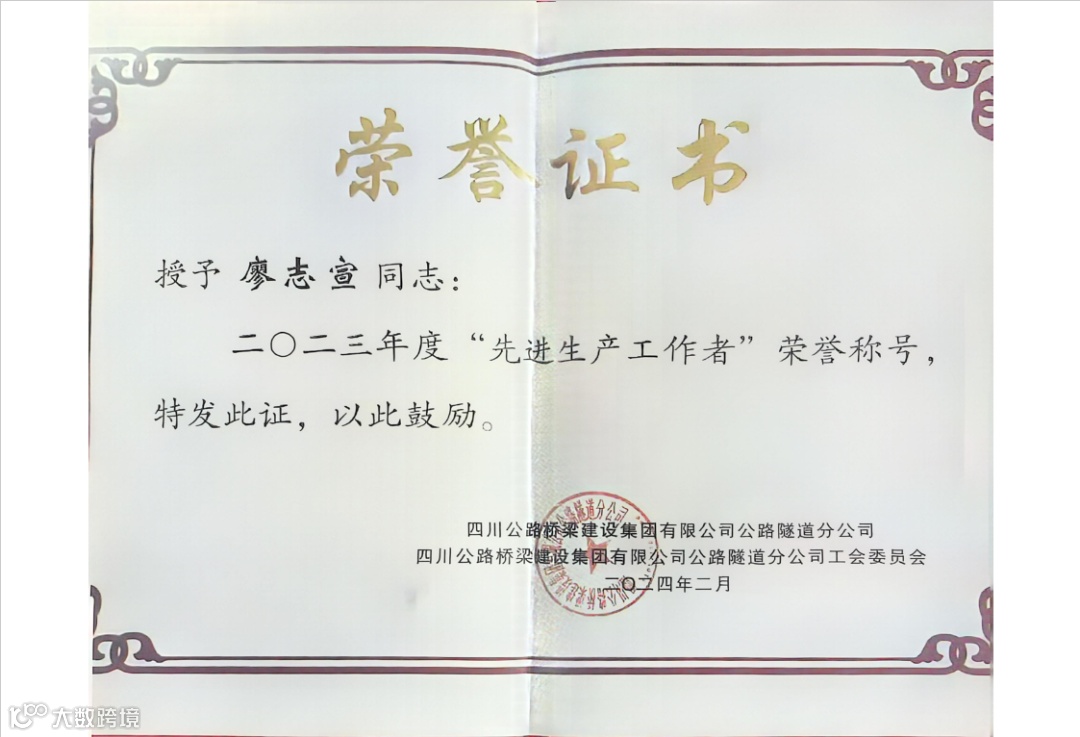 荣誉证书
授予 廖志宣 同志：
二〇二三年度“先进生产工作者”荣誉称号，
特发此证，以此鼓励。
四川公路桥梁建设集团有限公司公路隧道分公司
四川公路桥梁建设集团有限公司公路隧道分公司工会委员会
二〇二四年二月
大数跨境